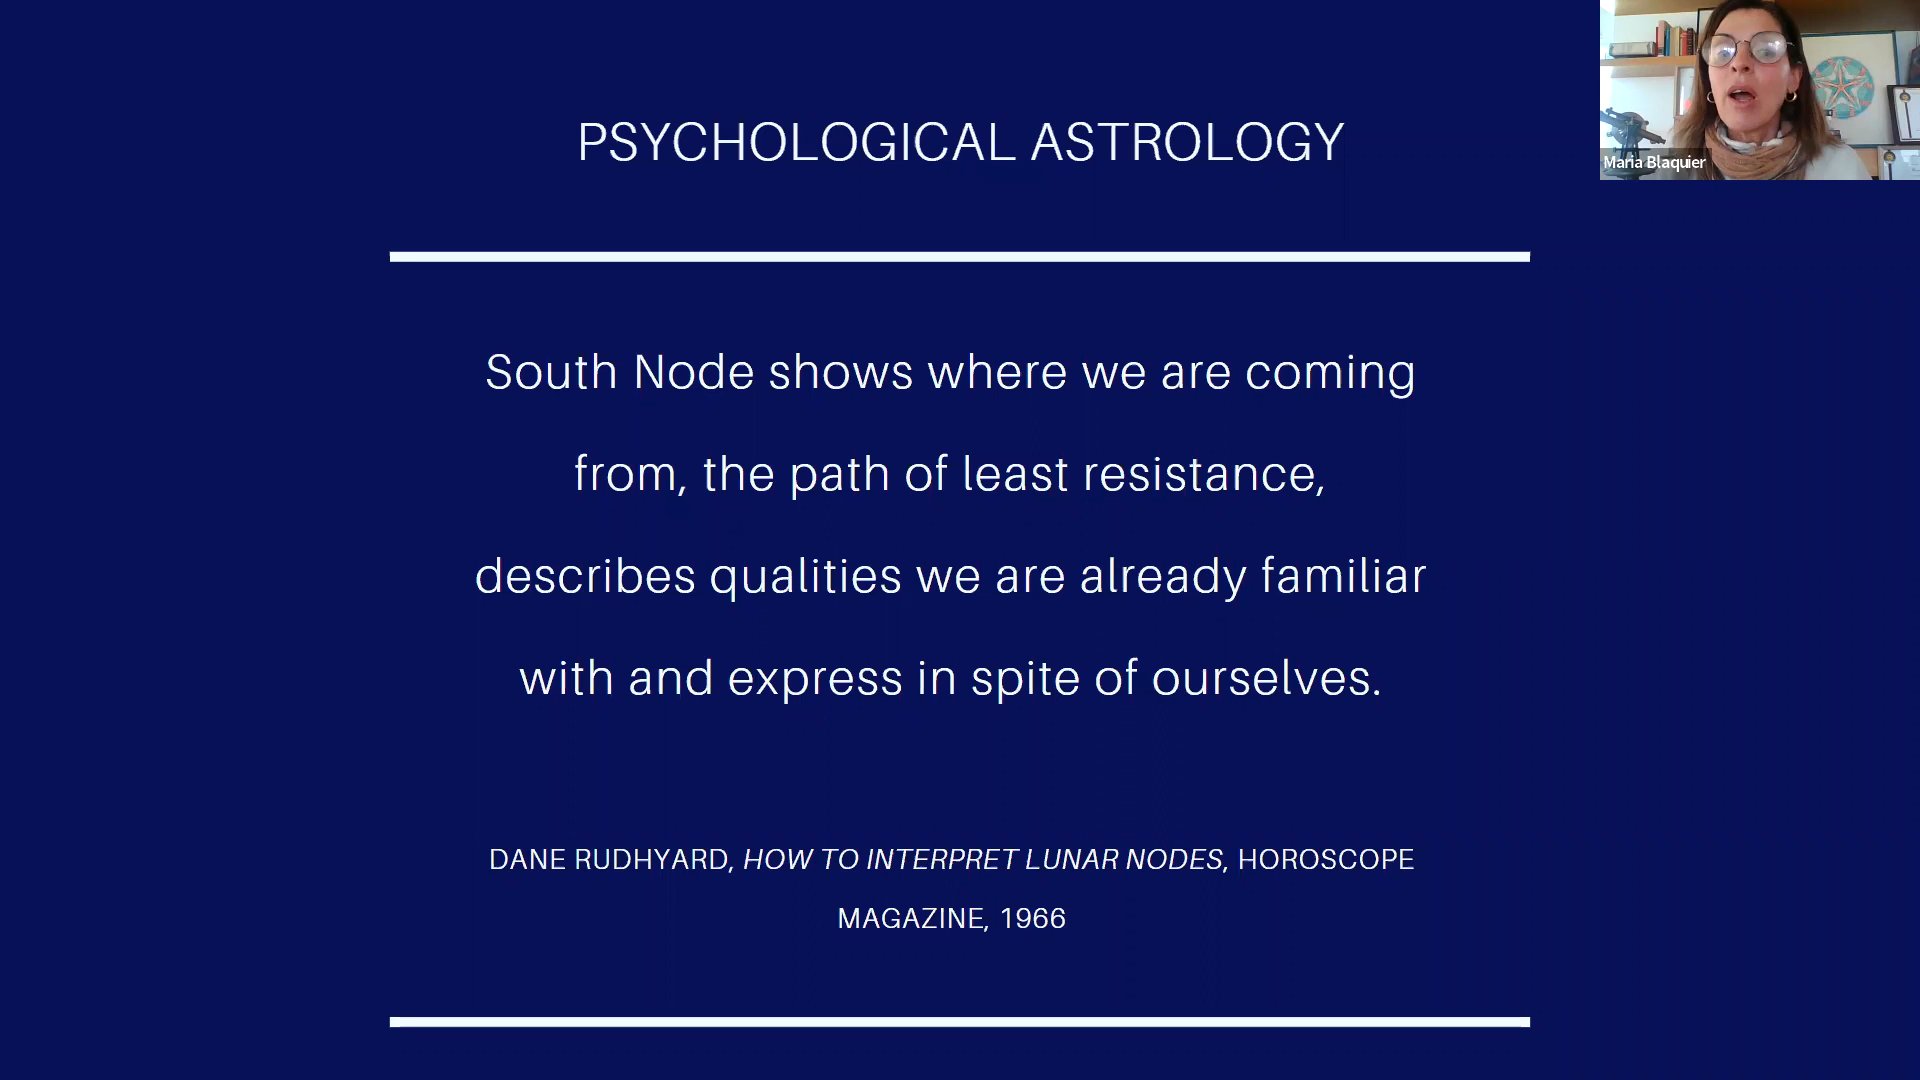 PSYCHOLOGICAL ASTROLOGY
Maria Blaquier
South Node shows where we are coming
from, the path of least resistance,
describes qualities we are already familiar
with and express in spite of ourselves.
DANE RUDHYARD, HOW TO INTERPRET LUNAR NODES, HOROSCOPE
MAGAZINE, 1966